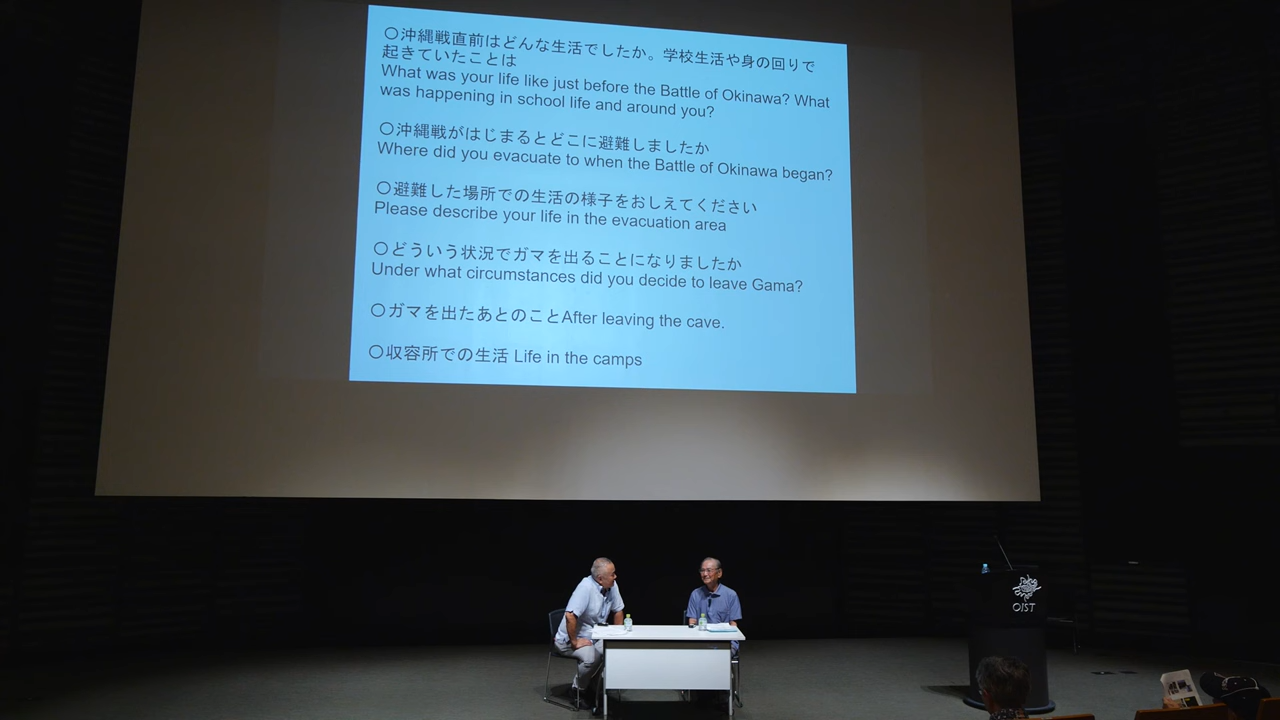 ○沖縄戦直前はどんな生活でしたか。学校生活や身の回りで
起きていたことは
What was your life like just before the Battle of Okinawa? What
was happening in school life and around you?
○沖縄戦がはじまるとどこに避難しましたか
Where did you evacuate to when the Battle of Okinawa began?
○避難した場所での生活の様子をおしえてください
Please describe your life in the evacuation area
○どういう状況でガマを出ることになりましたか
Under what circumstances did you decide to leave Gama?
○ガマを出たあとのことAfter leaving the cave.
○収容所での生活 Life in the camps
OIST